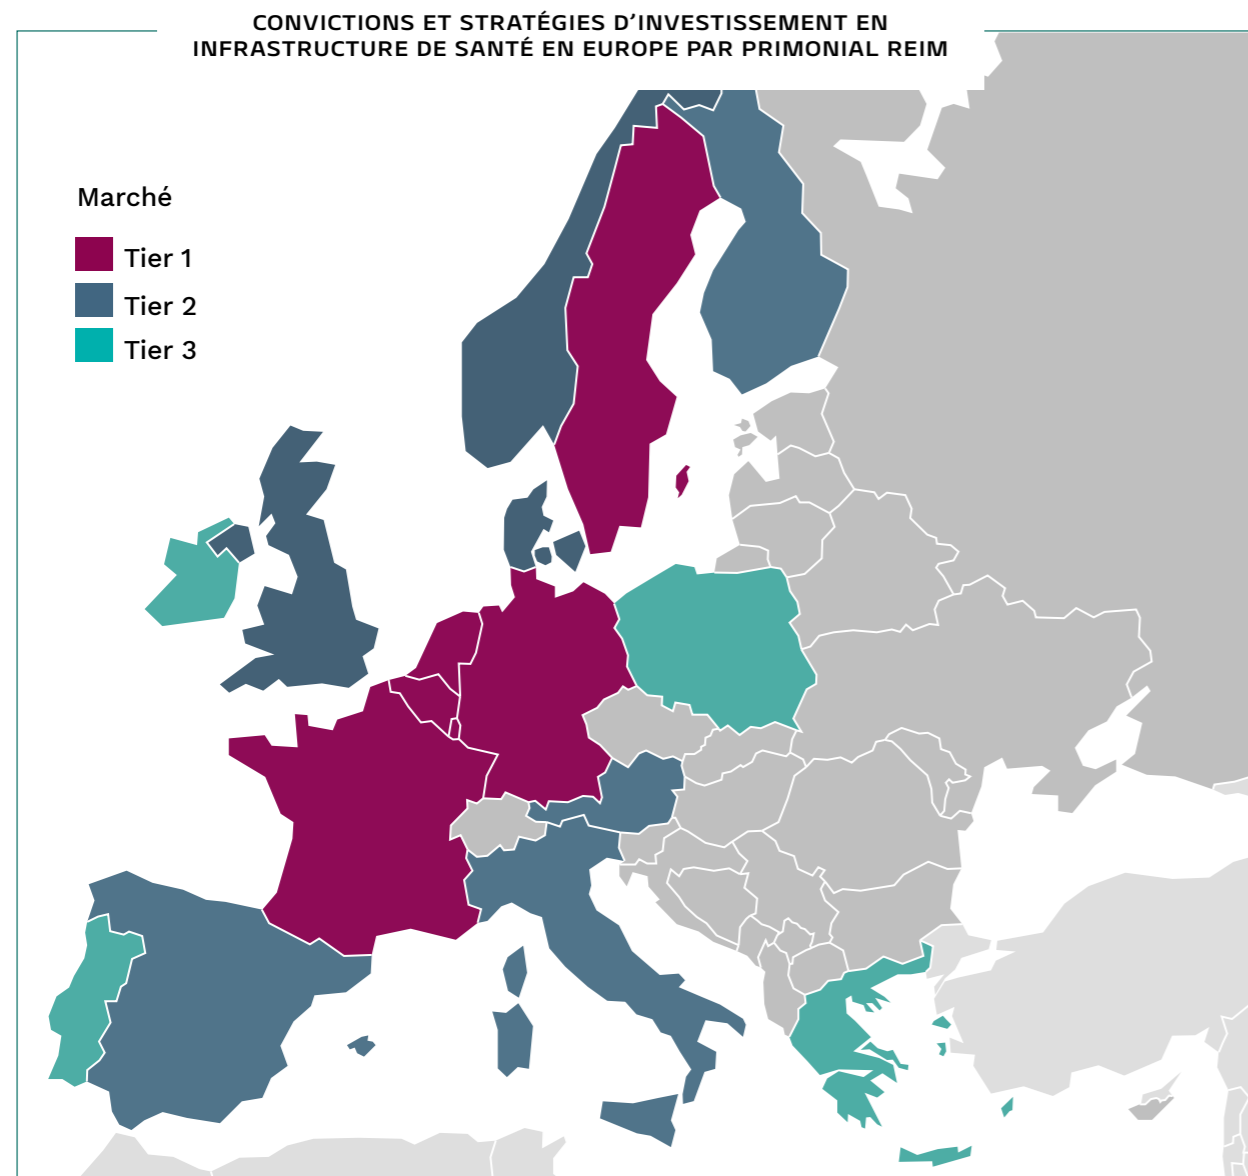 CONVICTIONS ET STRATÉGIES D’INVESTISSEMENT EN
INFRASTRUCTURE DE SANTÉ EN EUROPE PAR PRIMONIAL REIM
Marché
Tier 1
Tier 2
Tier 3